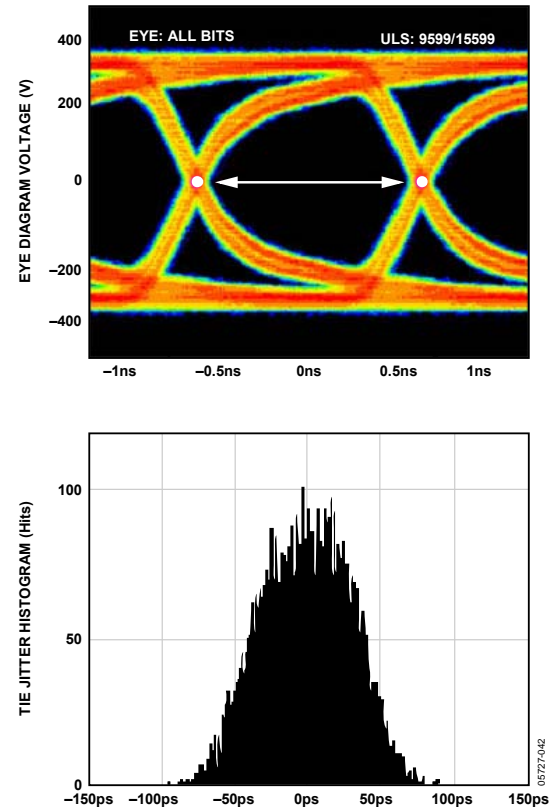 EYE: ALL BITS
ULS: 9599/15599
EYE DIAGRAM VOLTAGE (V)
400
200
0
–200
–400
–1ns –0.5ns 0ns 0.5ns 1ns
TIE JITTER HISTOGRAM (Hits)
100
50
0
–150ps –100ps –50ps 0ps 50ps 100ps 150ps
05727-042